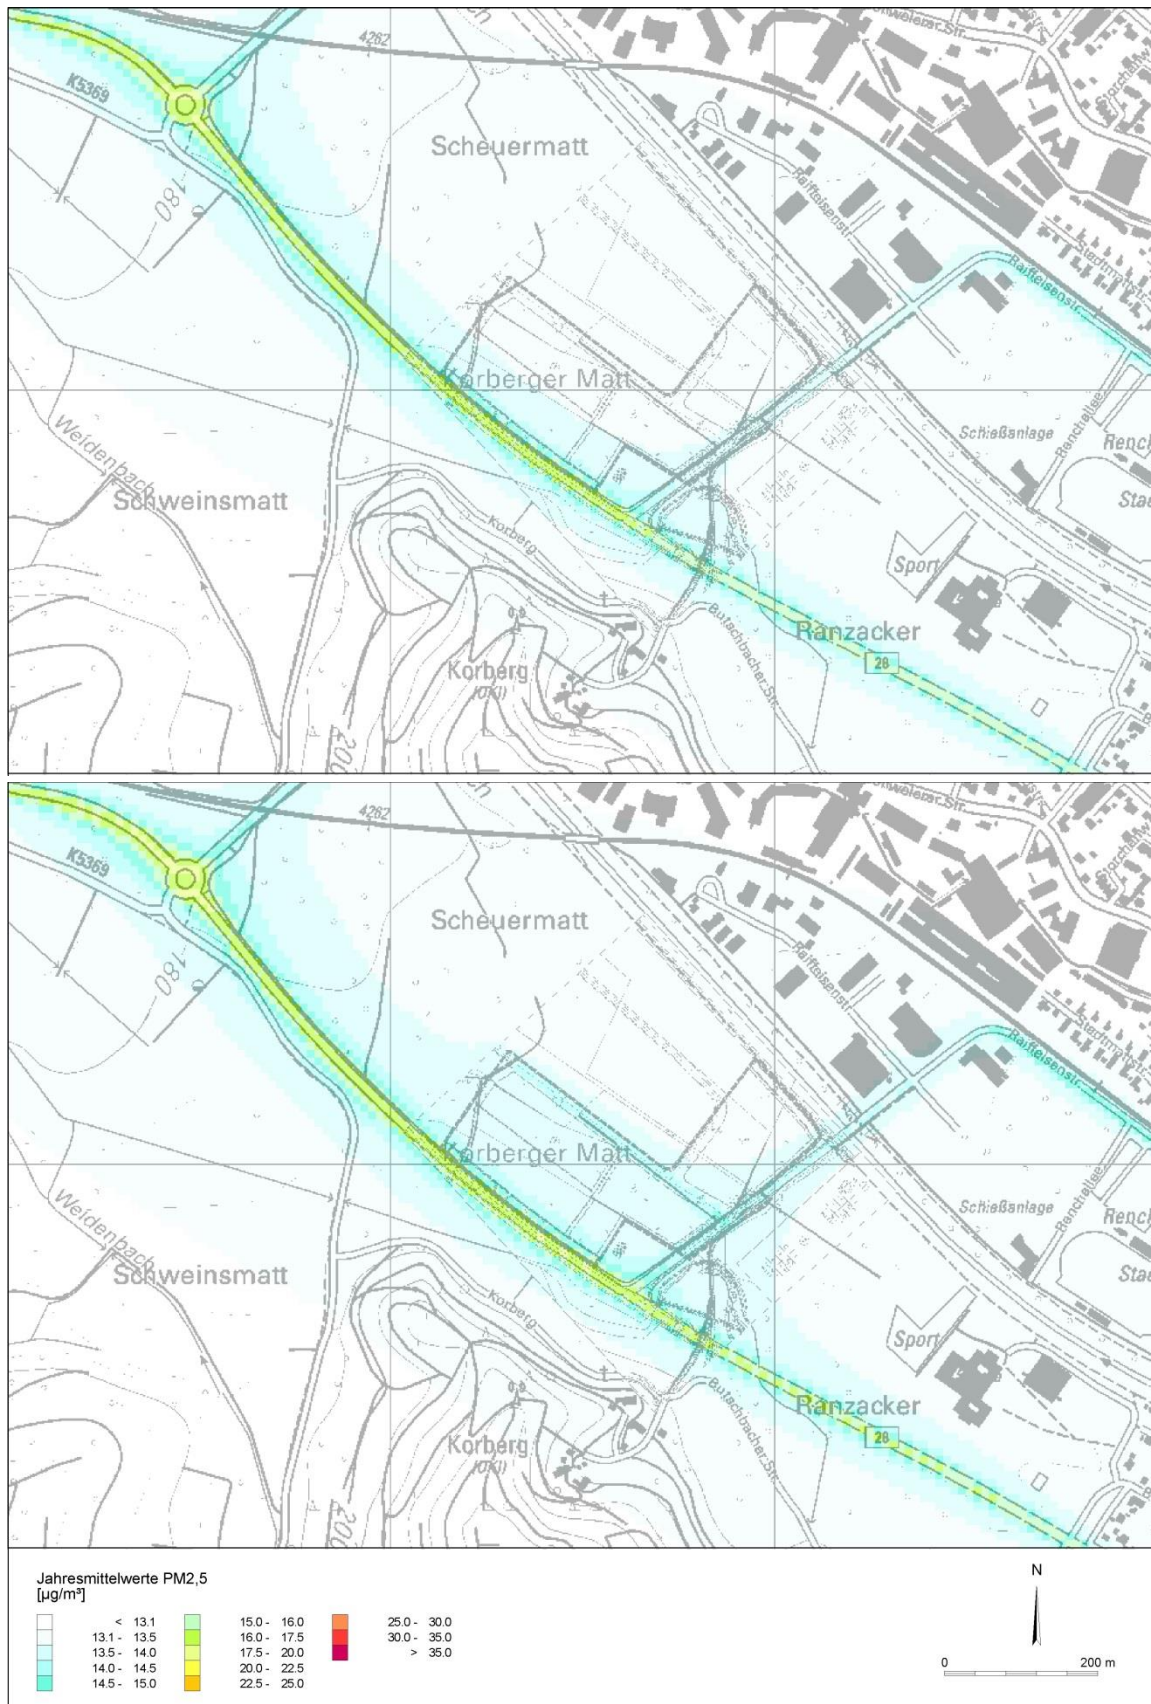 4262
K5369
Scheuermatt
Raiffeisenstr.
180
Raiffeisenstr.
Korberger Matt
Weidenbach
Schießanlage
Renchallee
Schweinsmatt
Korberg
Sport
Butschbacher Str.
Ranzacker
28
Korberg
4262
K5369
Scheuermatt
Raiffeisenstr.
180
Raiffeisenstr.
Korberger Matt
Weidenbach
Schießanlage
Renchallee
Schweinsmatt
Korberg
Sport
Butschbacher Str.
Ranzacker
28
Korberg
Jahresmittelwerte PM2,5
[µg/m³]
< 13.1
13.1 - 13.5
13.5 - 14.0
14.0 - 14.5
14.5 - 15.0
15.0 - 16.0
16.0 - 17.5
17.5 - 20.0
20.0 - 22.5
22.5 - 25.0
25.0 - 30.0
30.0 - 35.0
> 35.0
N
0 200 m